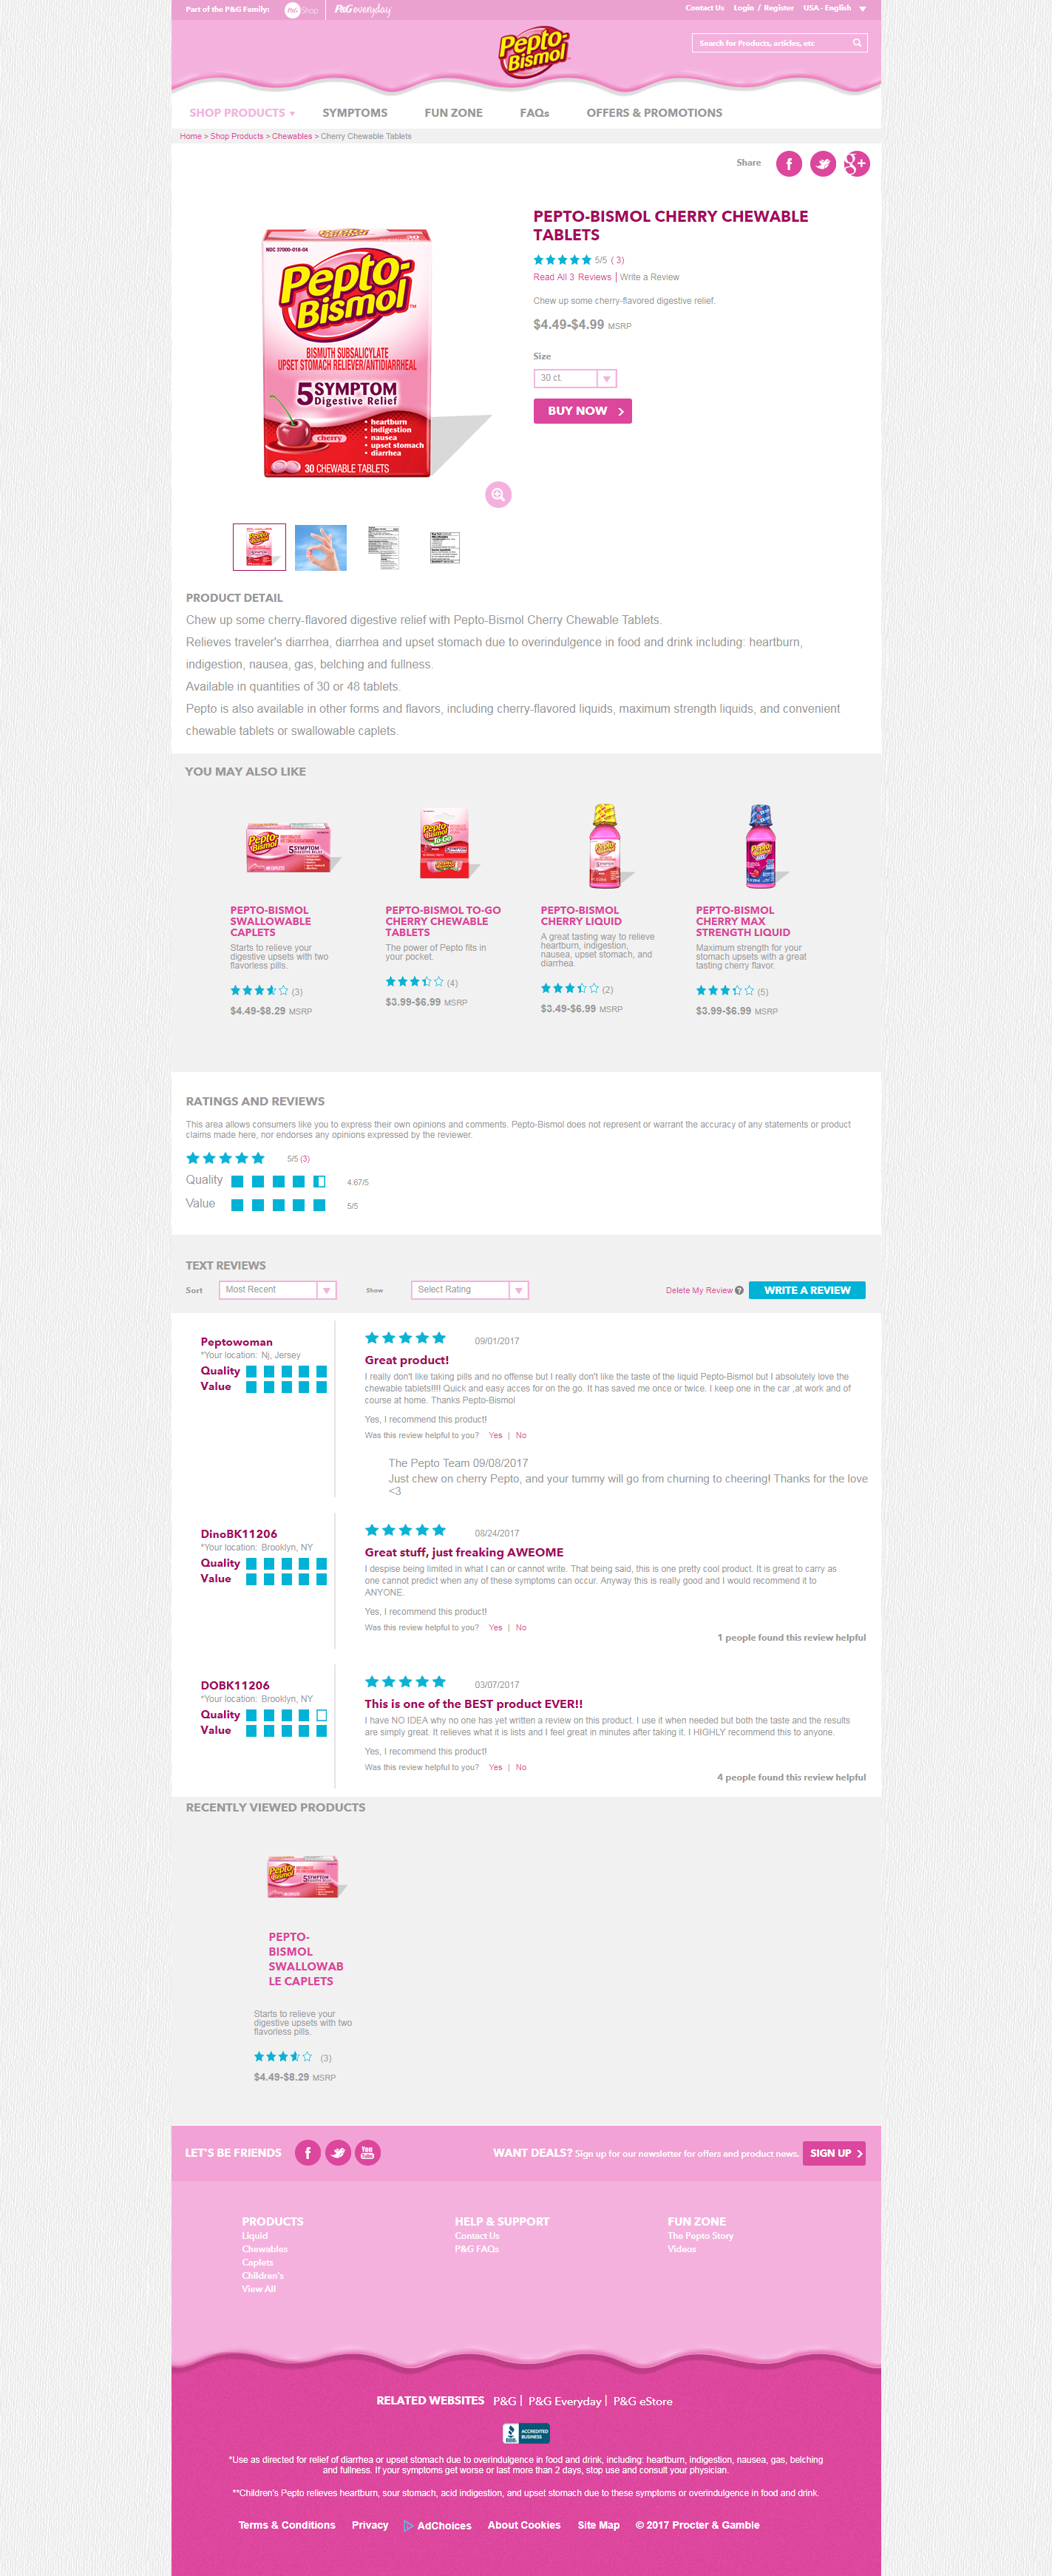 Part of the P&G Family:
P&G Shop
P&G everyday
Contact Us
Login / Register
USA - English
Pepto-Bismol
Search for Products, articles, etc
SHOP PRODUCTS
SYMPTOMS
FUN ZONE
FAQs
OFFERS & PROMOTIONS
Home > Shop Products > Chewables > Cherry Chewable Tablets
Share
NDC 37000-018-04
30
Pepto-
Bismol™
BISMUTH SUBSALICYLATE
UPSET STOMACH RELIEVER/ANTIDIARRHEAL
5 SYMPTOM
Digestive Relief
• heartburn
• indigestion
• nausea
• upset stomach
• diarrhea
cherry
30 CHEWABLE TABLETS
PEPTO-BISMOL CHERRY CHEWABLE
TABLETS
5/5 ( 3)
Read All 3 Reviews | Write a Review
Chew up some cherry-flavored digestive relief.
$4.49-$4.99 MSRP
Size
30 ct.
BUY NOW
PRODUCT DETAIL
Chew up some cherry-flavored digestive relief with Pepto-Bismol Cherry Chewable Tablets.
Relieves traveler's diarrhea, diarrhea and upset stomach due to overindulgence in food and drink including: heartburn,
indigestion, nausea, gas, belching and fullness.
Available in quantities of 30 or 48 tablets.
Pepto is also available in other forms and flavors, including cherry-flavored liquids, maximum strength liquids, and convenient
chewable tablets or swallowable caplets.
YOU MAY ALSO LIKE
PEPTO-BISMOL
SWALLOWABLE
CAPLETS
Starts to relieve your
digestive upsets with two
flavorless pills.
(3)
$4.49-$8.29 MSRP
PEPTO-BISMOL TO-GO
CHERRY CHEWABLE
TABLETS
The power of Pepto fits in
your pocket.
(4)
$3.99-$6.99 MSRP
PEPTO-BISMOL
CHERRY LIQUID
A great tasting way to relieve
heartburn, indigestion,
nausea, upset stomach, and
diarrhea.
(2)
$3.49-$6.99 MSRP
PEPTO-BISMOL
CHERRY MAX
STRENGTH LIQUID
Maximum strength for your
stomach upsets with a great
tasting cherry flavor.
(5)
$3.99-$6.99 MSRP
RATINGS AND REVIEWS
This area allows consumers like you to express their own opinions and comments. Pepto-Bismol does not represent or warrant the accuracy of any statements or product
claims made here, nor endorses any opinions expressed by the reviewer.
5/5 (3)
Quality 4.67/5
Value 5/5
TEXT REVIEWS
Sort
Most Recent
Show
Select Rating
Delete My Review ?
WRITE A REVIEW
Peptowoman
*Your location: Nj, Jersey
Quality
Value
09/01/2017
Great product!
I really don't like taking pills and no offense but I really don't like the taste of the liquid Pepto-Bismol but I absolutely love the
chewable tablets!!!! Quick and easy acces for on the go. It has saved me once or twice. I keep one in the car ,at work and of
course at home. Thanks Pepto-Bismol
Yes, I recommend this product!
Was this review helpful to you? Yes | No
The Pepto Team 09/08/2017
Just chew on cherry Pepto, and your tummy will go from churning to cheering! Thanks for the love
<3
DinoBK11206
*Your location: Brooklyn, NY
Quality
Value
08/24/2017
Great stuff, just freaking AWEOME
I despise being limited in what I can or cannot write. That being said, this is one pretty cool product. It is great to carry as
one cannot predict when any of these symptoms can occur. Anyway this is really good and I would recommend it to
ANYONE.
Yes, I recommend this product!
Was this review helpful to you? Yes | No
1 people found this review helpful
DOBK11206
*Your location: Brooklyn, NY
Quality
Value
03/07/2017
This is one of the BEST product EVER!!
I have NO IDEA why no one has yet written a review on this product. I use it when needed but both the taste and the results
are simply great. It relieves what it is lists and I feel great in minutes after taking it. I HIGHLY recommend this to anyone.
Yes, I recommend this product!
Was this review helpful to you? Yes | No
4 people found this review helpful
RECENTLY VIEWED PRODUCTS
PEPTO-
BISMOL
SWALLOWAB
LE CAPLETS
Starts to relieve your
digestive upsets with two
flavorless pills.
(3)
$4.49-$8.29 MSRP
LET'S BE FRIENDS
You Tube
WANT DEALS? Sign up for our newsletter for offers and product news.
SIGN UP
PRODUCTS
Liquid
Chewables
Caplets
Children's
View All
HELP & SUPPORT
Contact Us
P&G FAQs
FUN ZONE
The Pepto Story
Videos
RELATED WEBSITES P&G | P&G Everyday | P&G eStore
BBB ACCREDITED BUSINESS
*Use as directed for relief of diarrhea or upset stomach due to overindulgence in food and drink, including: heartburn, indigestion, nausea, gas, belching
and fullness. If your symptoms get worse or last more than 2 days, stop use and consult your physician.
**Children's Pepto relieves heartburn, sour stomach, acid indigestion, and upset stomach due to these symptoms or overindulgence in food and drink.
Terms & Conditions
Privacy
AdChoices
About Cookies
Site Map
© 2017 Procter & Gamble